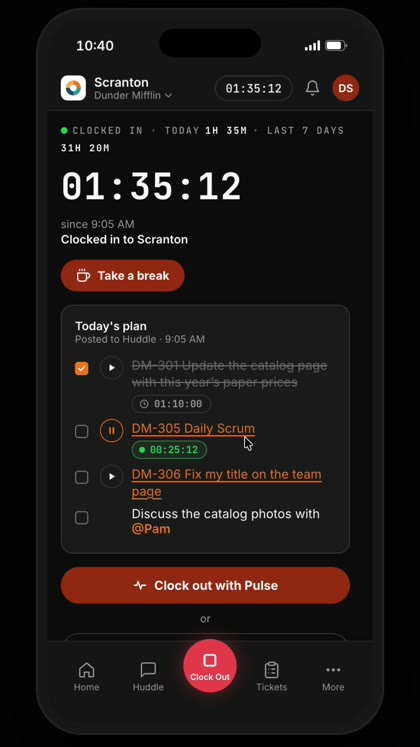 10:40
Scranton
Dunder Mifflin
01:35:12
DS
CLOCKED IN · TODAY 1H 35M · LAST 7 DAYS
31H 20M
01:35:12
since 9:05 AM
Clocked in to Scranton
Take a break
Today's plan
Posted to Huddle · 9:05 AM
DM-301 Update the catalog page
with this year's paper prices
01:10:00
DM-305 Daily Scrum
00:25:12
DM-306 Fix my title on the team
page
Discuss the catalog photos with
@Pam
Clock out with Pulse
or
Home
Huddle
Clock Out
Tickets
More